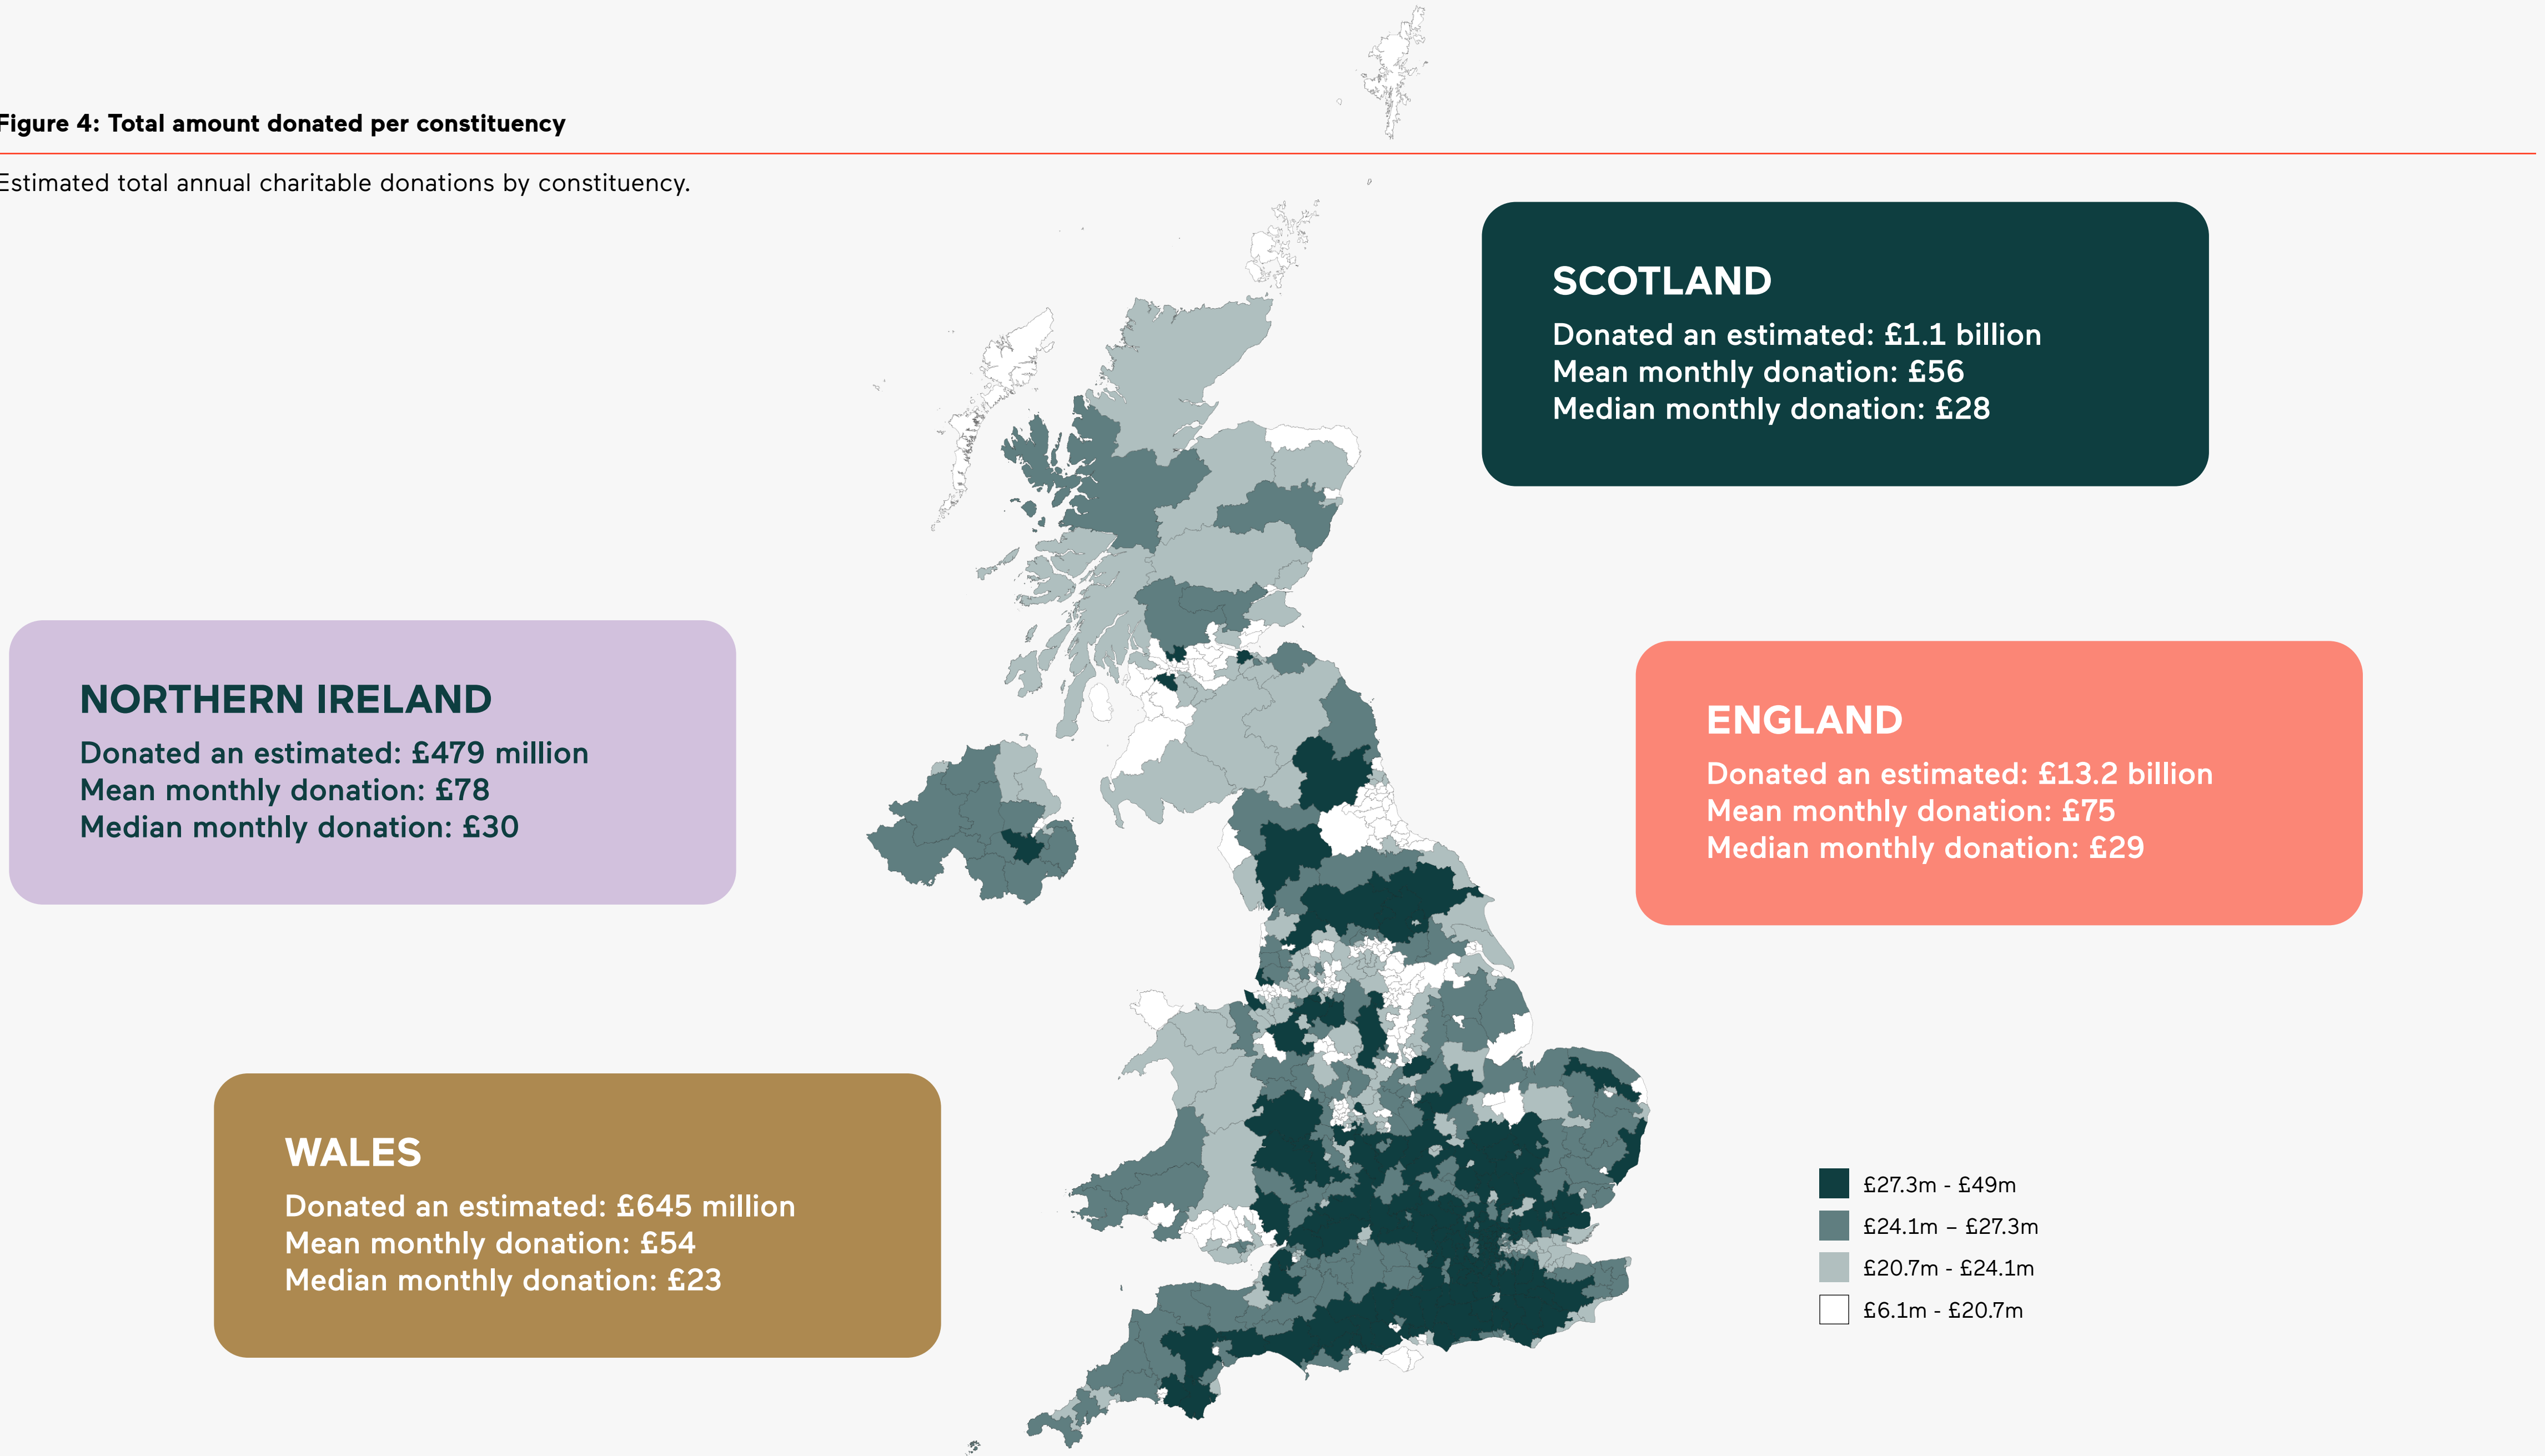 Figure 4: Total amount donated per constituency
Estimated total annual charitable donations by constituency.
SCOTLAND
Donated an estimated: £1.1 billion
Mean monthly donation: £56
Median monthly donation: £28
NORTHERN IRELAND
Donated an estimated: £479 million
Mean monthly donation: £78
Median monthly donation: £30
ENGLAND
Donated an estimated: £13.2 billion
Mean monthly donation: £75
Median monthly donation: £29
WALES
Donated an estimated: £645 million
Mean monthly donation: £54
Median monthly donation: £23
£27.3m - £49m
£24.1m – £27.3m
£20.7m - £24.1m
£6.1m - £20.7m